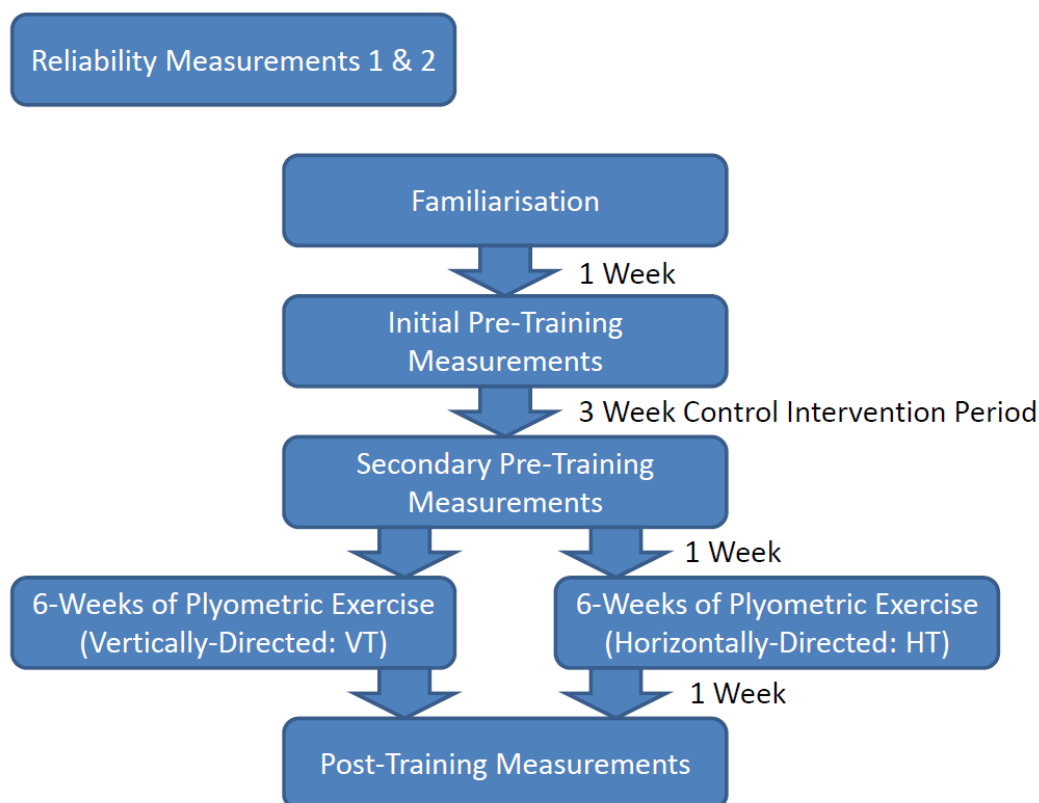 Reliability Measurements 1 & 2
Familiarisation
1 Week
Initial Pre-Training
Measurements
3 Week Control Intervention Period
Secondary Pre-Training
Measurements
1 Week
6-Weeks of Plyometric Exercise
(Vertically-Directed: VT)
6-Weeks of Plyometric Exercise
(Horizontally-Directed: HT)
1 Week
Post-Training Measurements